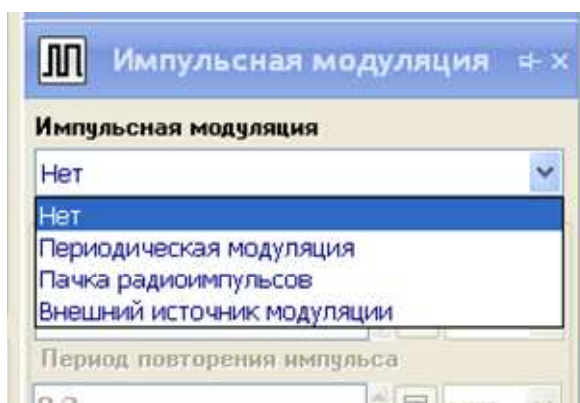 Импульсная модуляция
Импульсная модуляция
Нет
Нет
Периодическая модуляция
Пачка радиоимпульсов
Внешний источник модуляции
Период повторения импульса